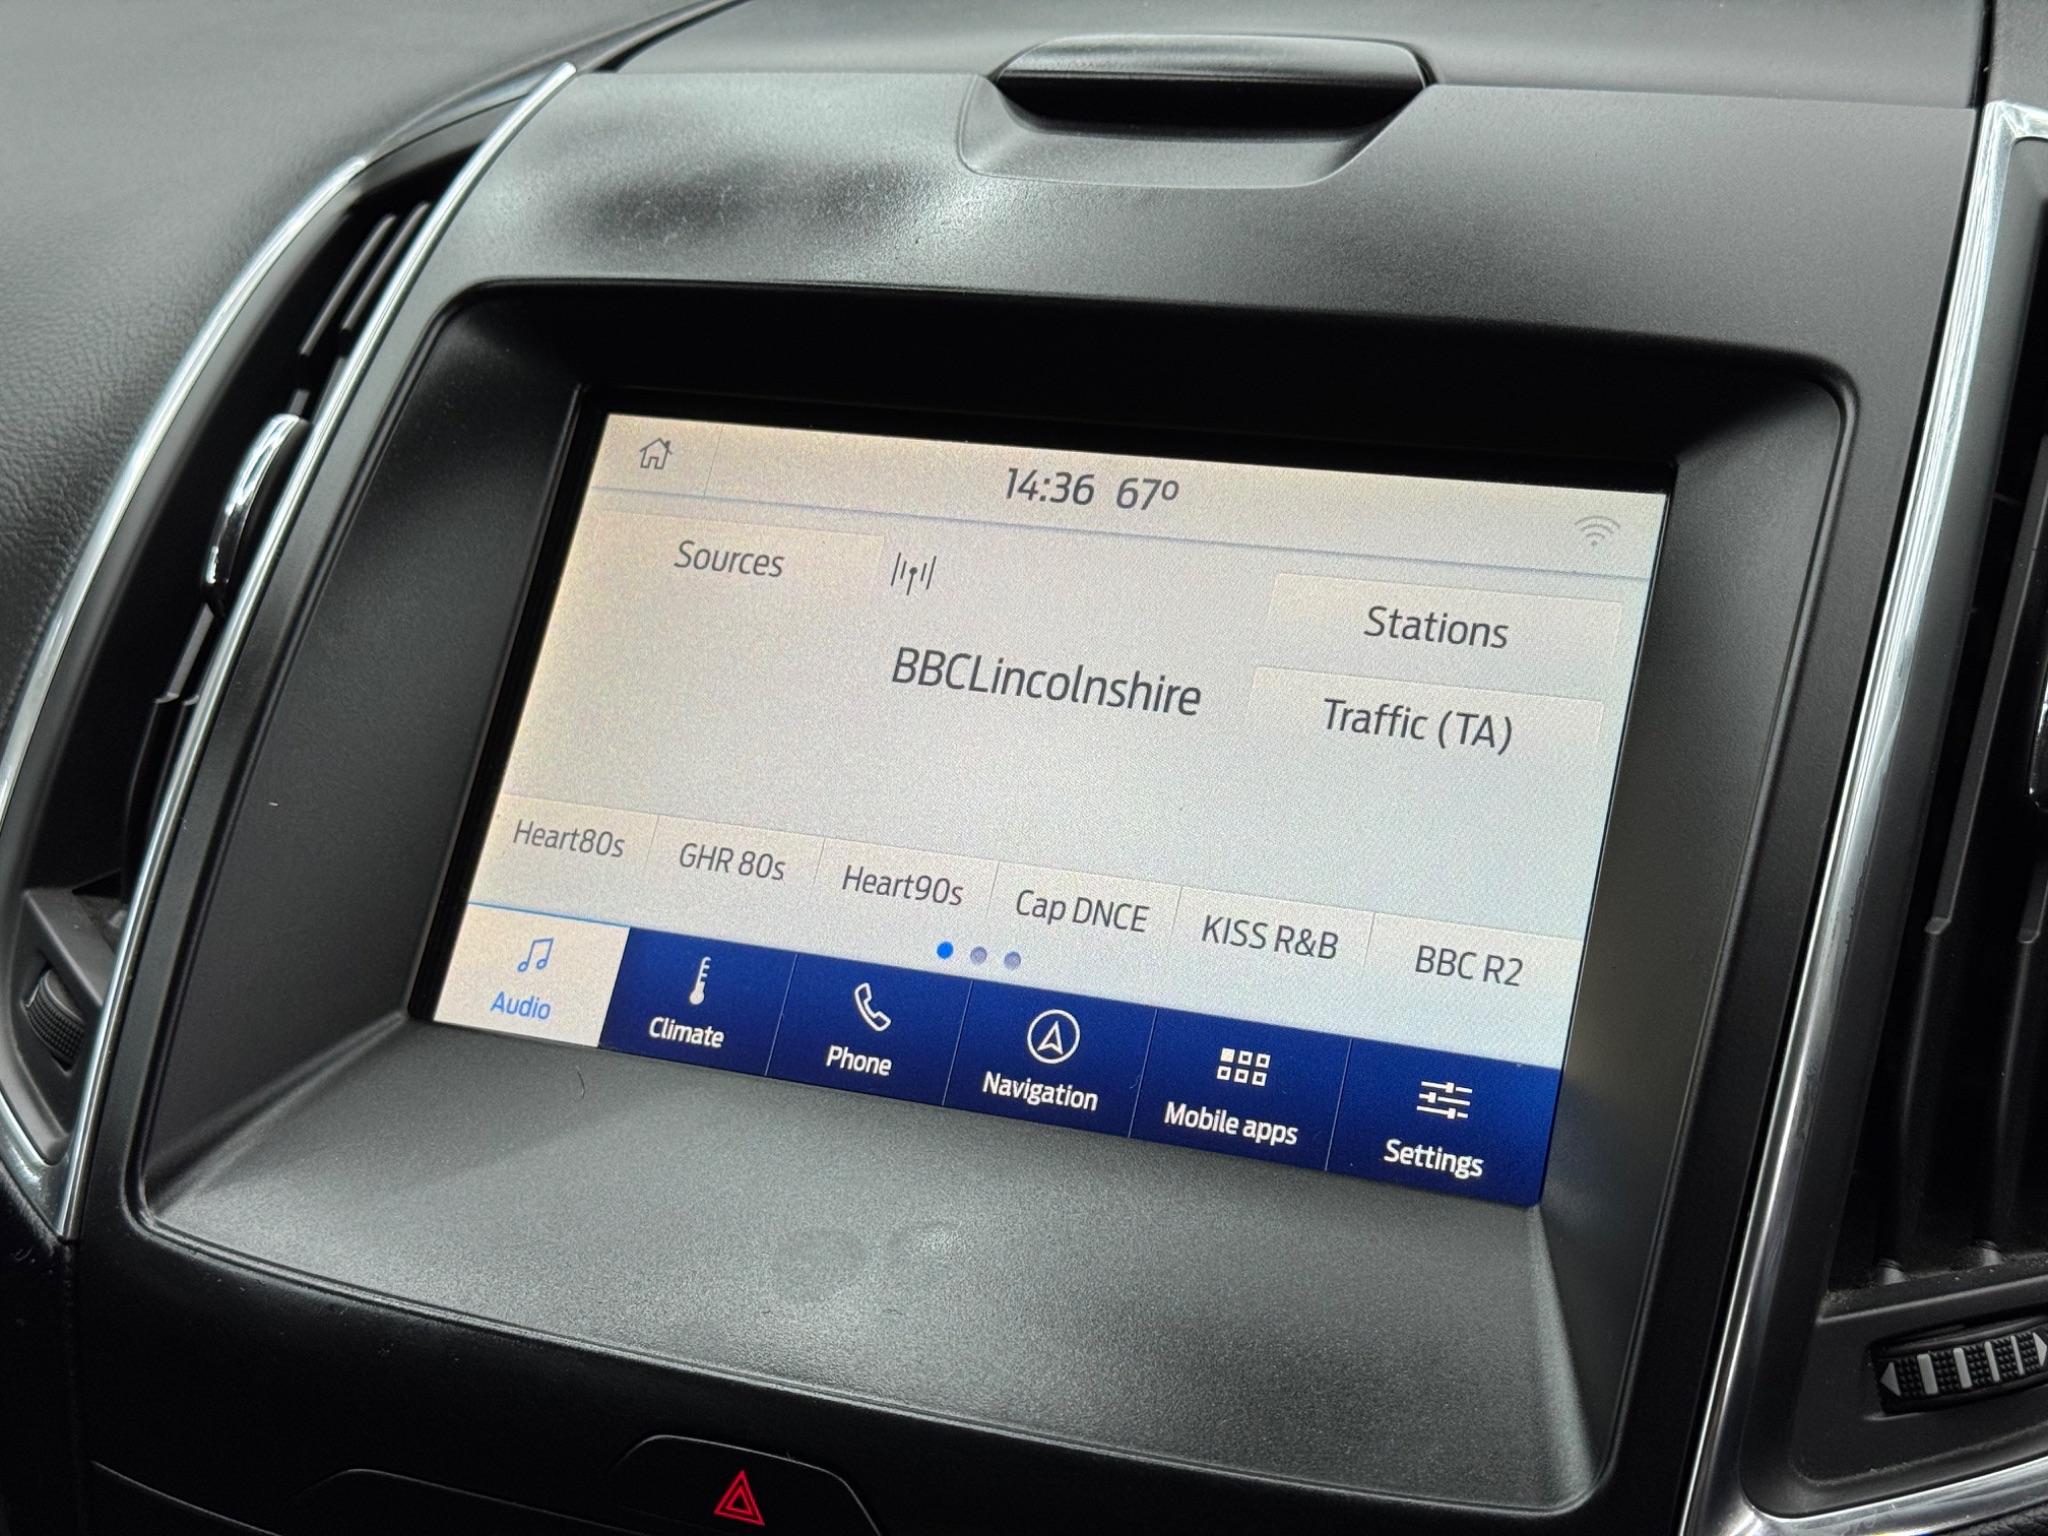 14:36 67º
Sources
Stations
BBCLincolnshire
Traffic (TA)
Heart80s
GHR 80s
Heart90s
Cap DNCE
KISS R&B
BBC R2
Audio
Climate
Phone
Navigation
Mobile apps
Settings